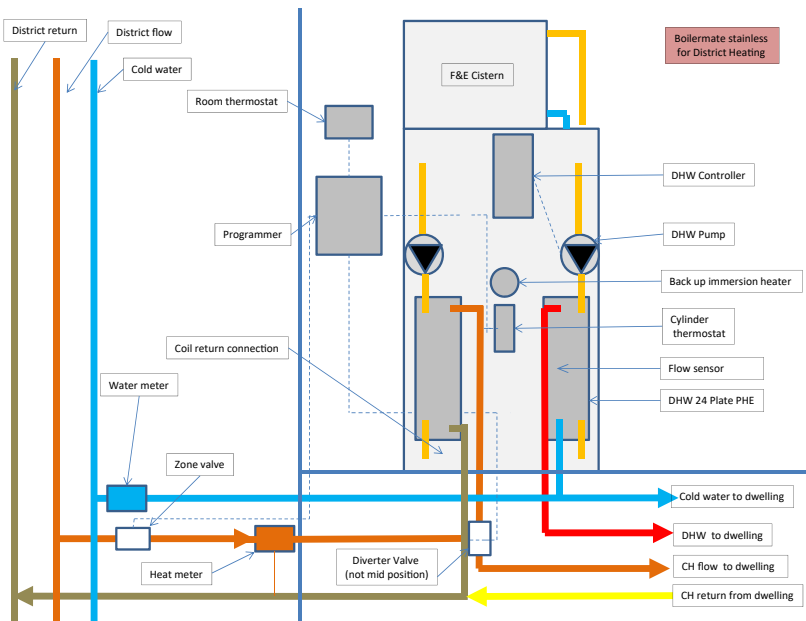 District return
District flow
Cold water
Room thermostat
Programmer
F&E Cistern
Boilermate stainless
for District Heating
DHW Controller
DHW Pump
Back up immersion heater
Cylinder
thermostat
Flow sensor
DHW 24 Plate PHE
Coil return connection
Water meter
Zone valve
Heat meter
Diverter Valve
(not mid position)
Cold water to dwelling
DHW to dwelling
CH flow to dwelling
CH return from dwelling